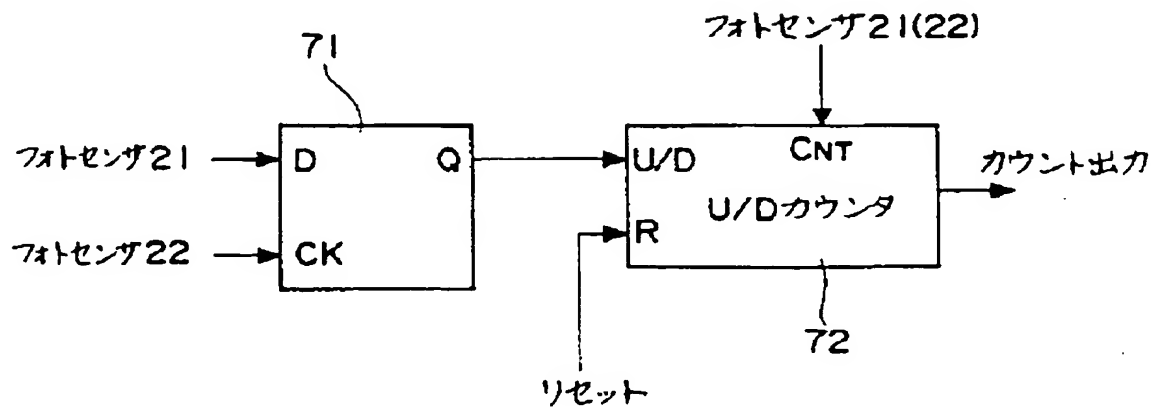 フォトセンサ21(22)
71
フォトセンサ21
D
Q
U/D
CNT
カウント出力
U/Dカウンタ
フォトセンサ22
CK
R
72
リセット